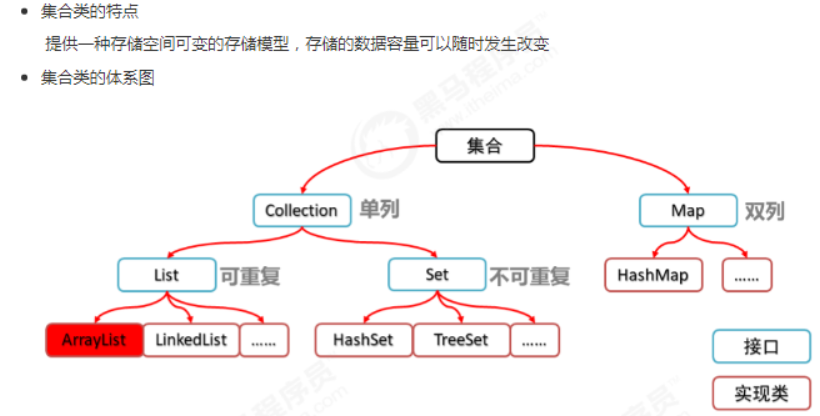 集合类的特点
提供一种存储空间可变的存储模型，存储的数据容量可以随时发生改变
集合类的体系图
集合
Collection 单列
Map 双列
List 可重复
Set 不可重复
HashMap
......
ArrayList
LinkedList
......
HashSet
TreeSet
......
接口
实现类
黑马程序员
www.itheima.com